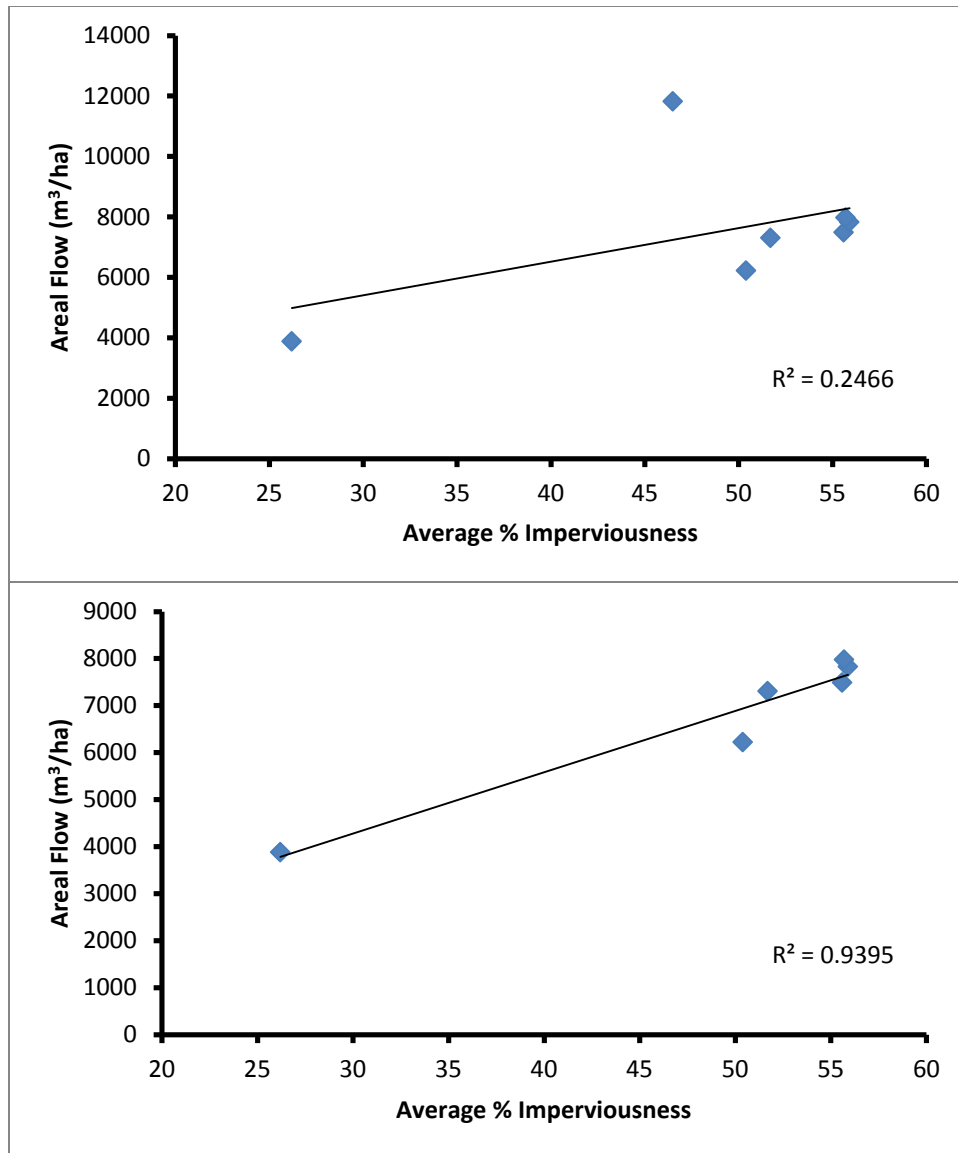 14000
12000
10000
8000
6000
4000
2000
0
Areal Flow (m³/ha)
R² = 0.2466
20 25 30 35 40 45 50 55 60
Average % Imperviousness
9000
8000
7000
6000
5000
4000
3000
2000
1000
0
Areal Flow (m³/ha)
R² = 0.9395
20 25 30 35 40 45 50 55 60
Average % Imperviousness